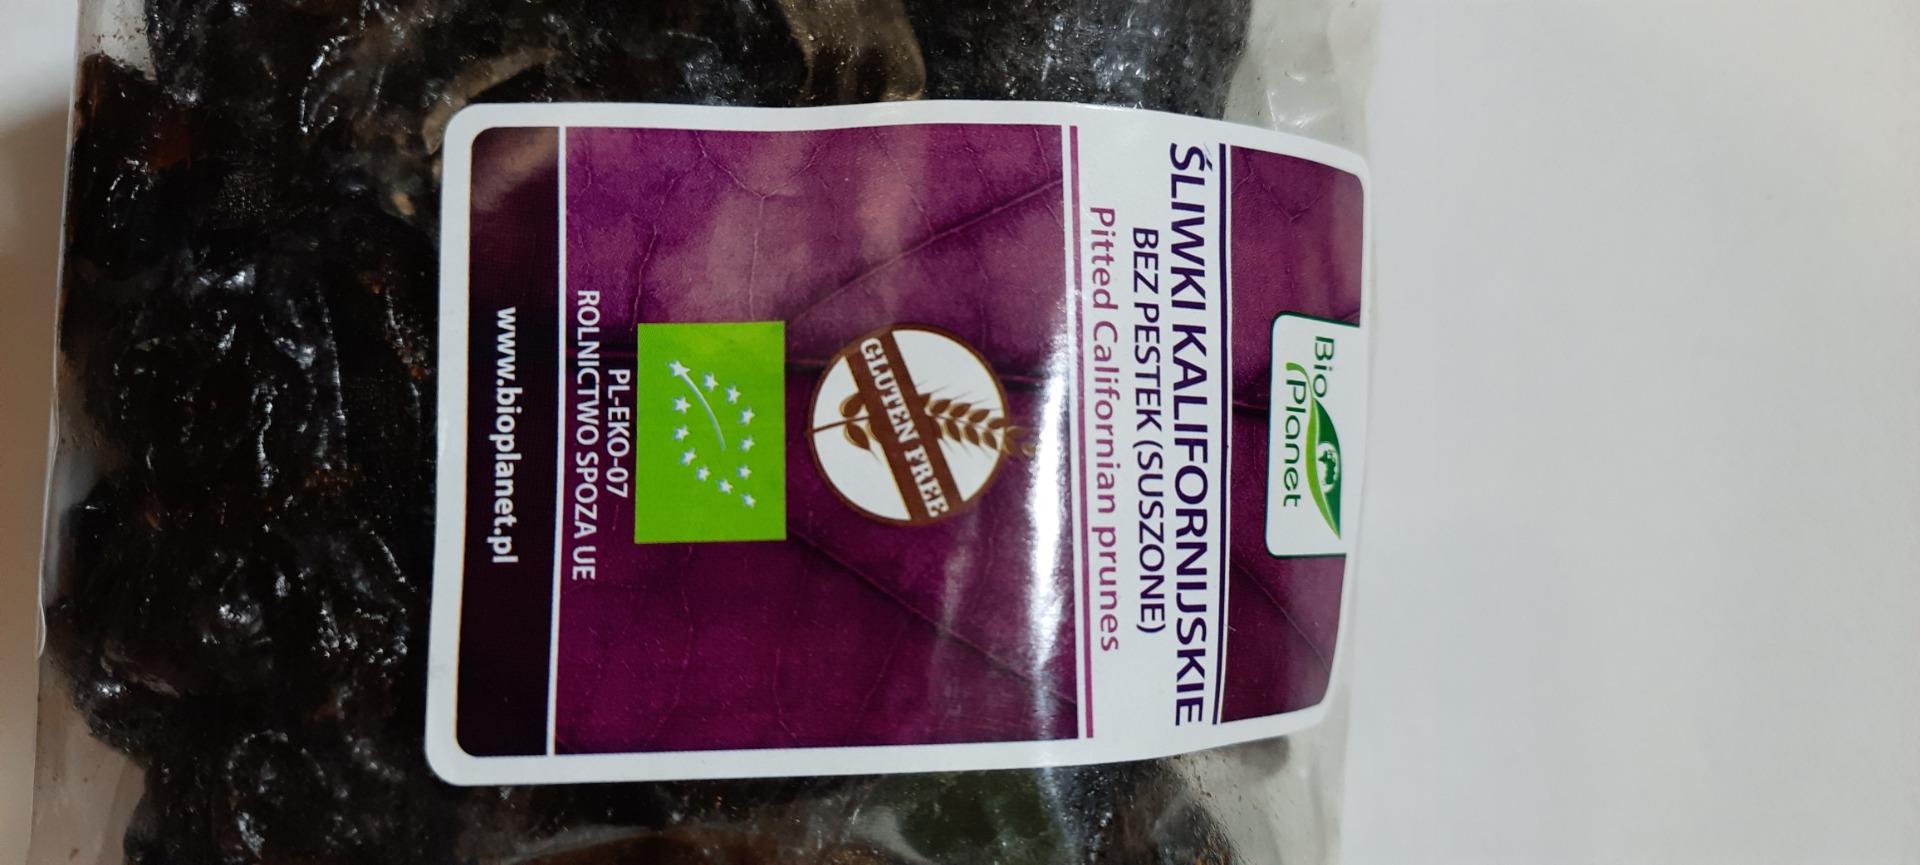 Bio
Planet
ŚLIWKI KALIFORNIJSKIE
BEZ PESTEK (SUSZONE)
Pitted Californian prunes
GLUTEN FREE
PL-EKO-07
ROLNICTWO SPOZA UE
www.bioplanet.pl